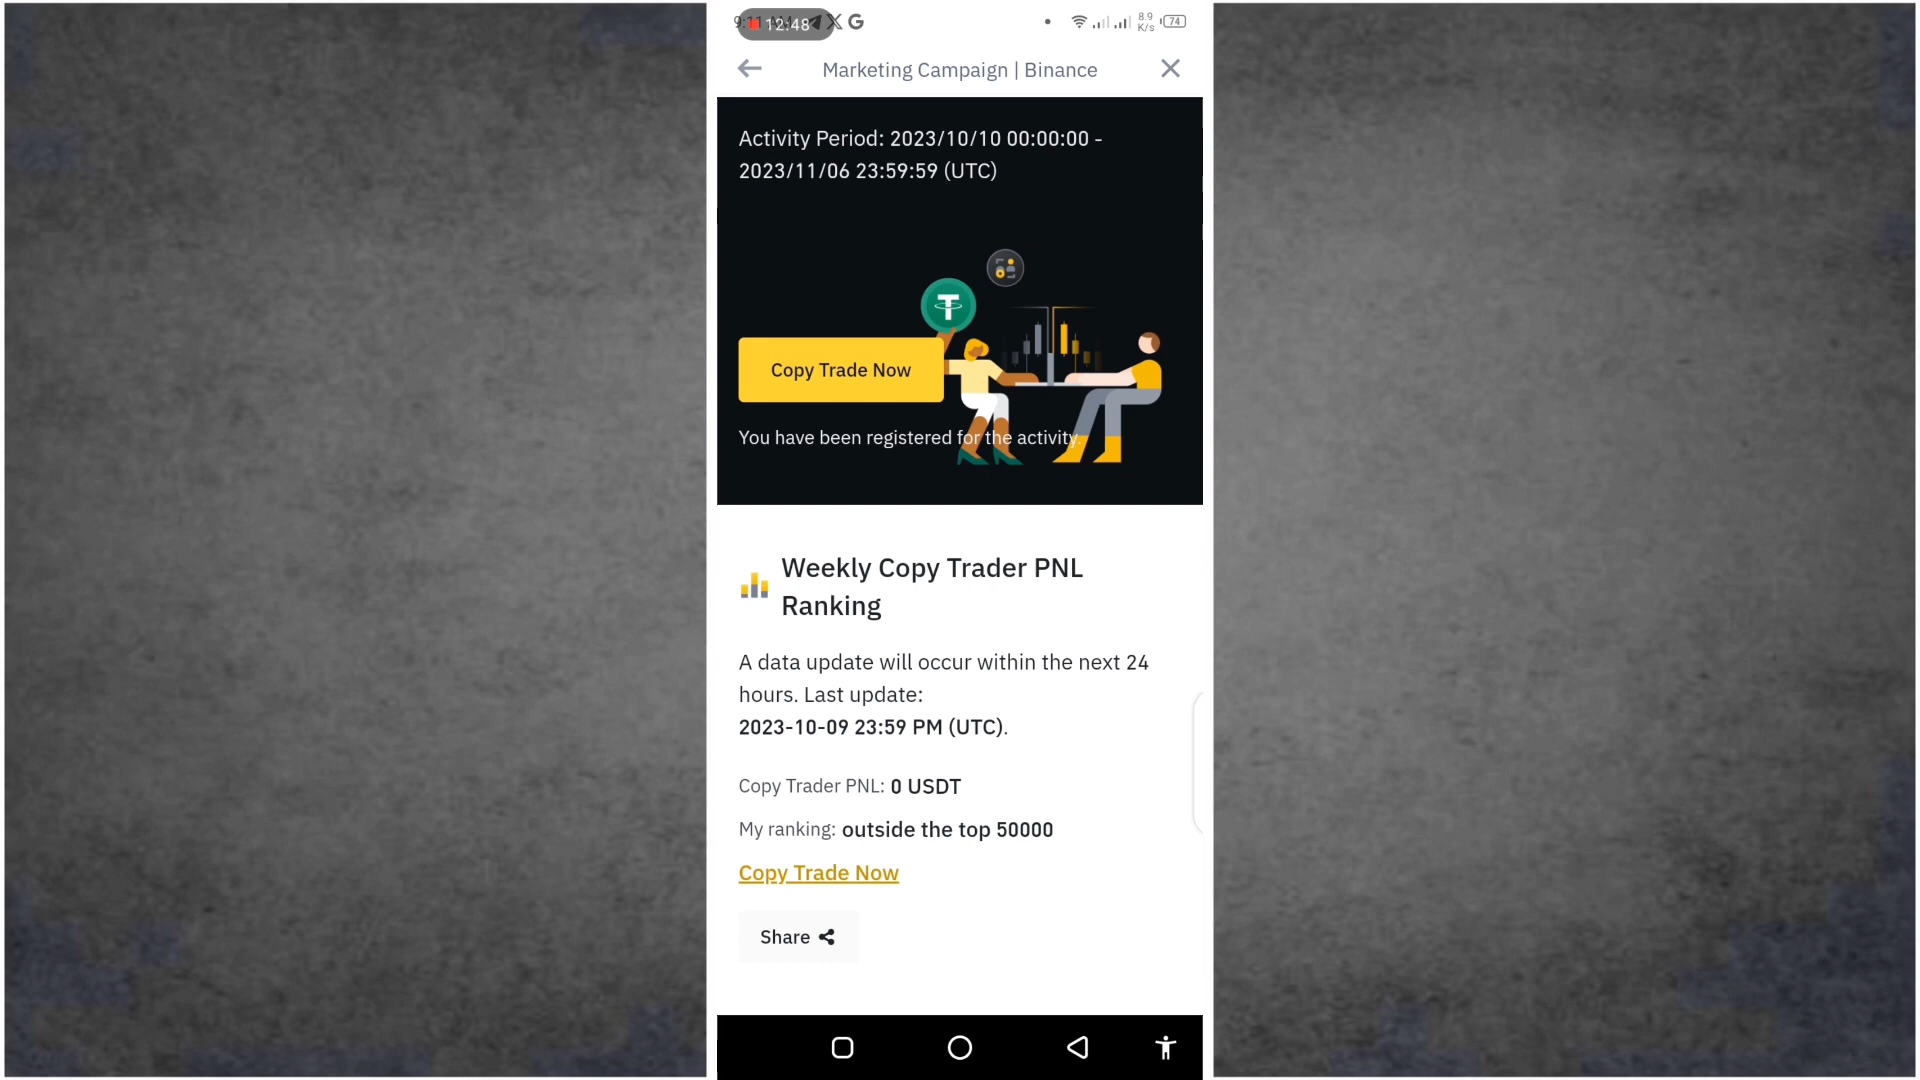 12:48
8.9
K/s
74
Marketing Campaign | Binance
Activity Period: 2023/10/10 00:00:00 -
2023/11/06 23:59:59 (UTC)
Copy Trade Now
You have been registered for the activity.
Weekly Copy Trader PNL
Ranking
A data update will occur within the next 24
hours. Last update:
2023-10-09 23:59 PM (UTC).
Copy Trader PNL: 0 USDT
My ranking: outside the top 50000
Copy Trade Now
Share